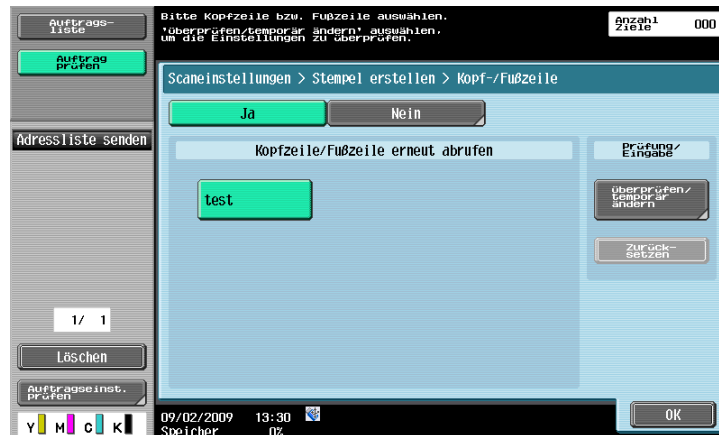 Auftrags-
liste
Auftrag
prüfen
Adressliste senden
1/ 1
Löschen
Auftragseinst.
prüfen
Y M C K
Bitte Kopfzeile bzw. Fußzeile auswählen.
'überprüfen/temporär ändern' auswählen,
um die Einstellungen zu überprüfen.
Anzahl
Ziele
000
Scaneinstellungen > Stempel erstellen > Kopf-/Fußzeile
Ja
Nein
Kopfzeile/Fußzeile erneut abrufen
test
Prüfung/
Eingabe
überprüfen/
temporär
ändern
Zurück-
setzen
09/02/2009 13:30
Speicher 0%
OK